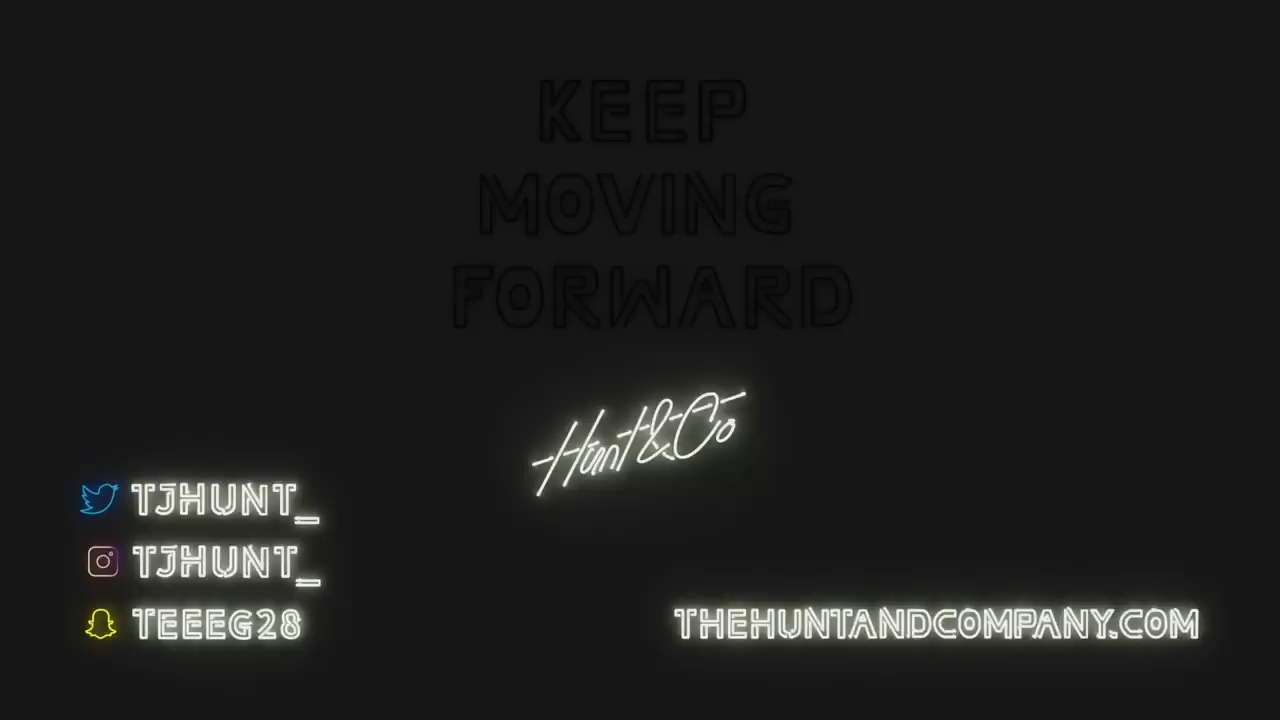 KEEP
MOVING
FORWARD
Hunt&Co
TJHUNT_
TJHUNT_
TEEEG28
THEHUNTANDCOMPANY.COM